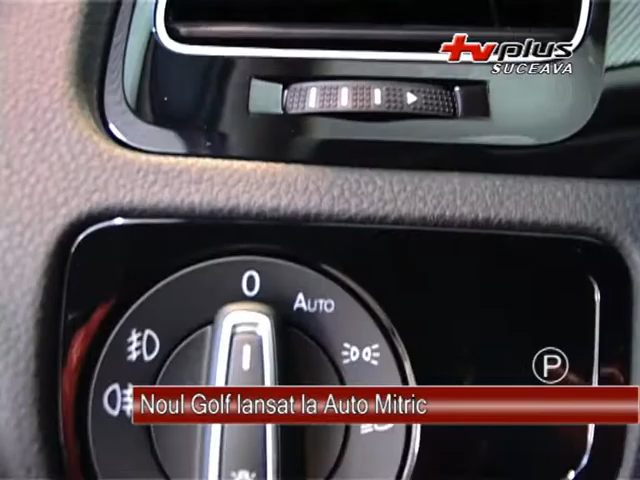 tvplus
SUCEAVA
0
AUTO
P
Noul Golf lansat la Auto Mitric